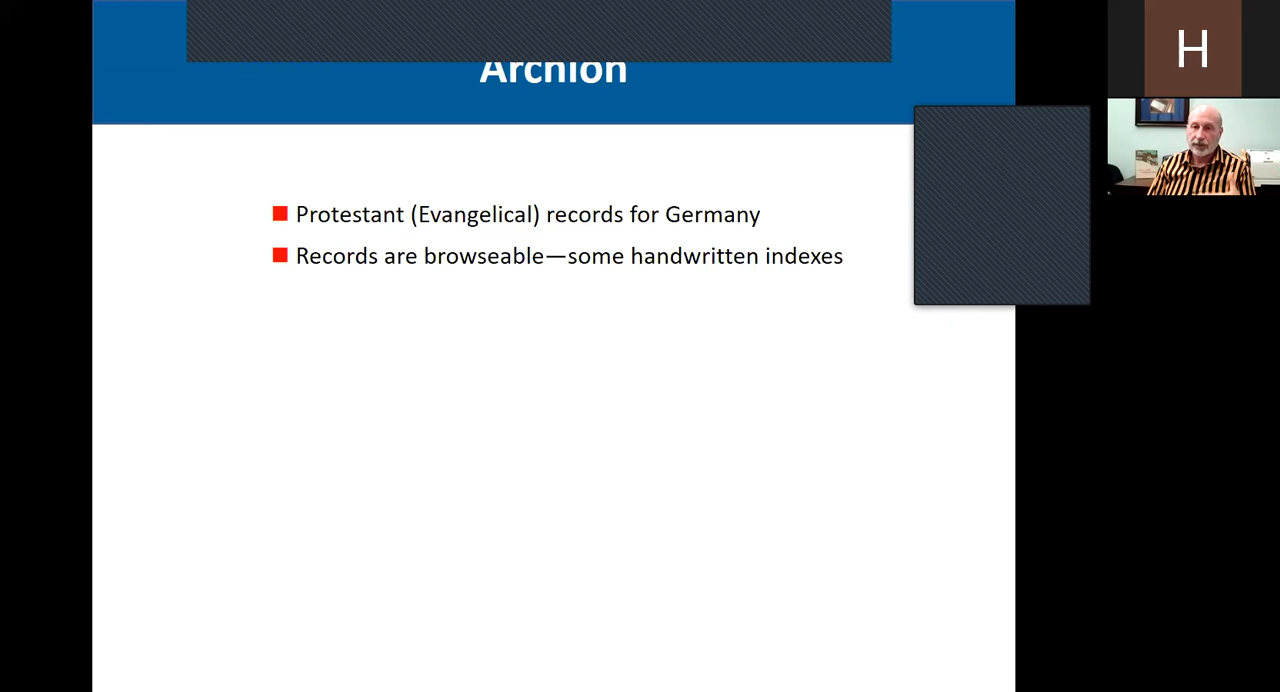 Archion
H
Protestant (Evangelical) records for Germany
Records are browseable—some handwritten indexes